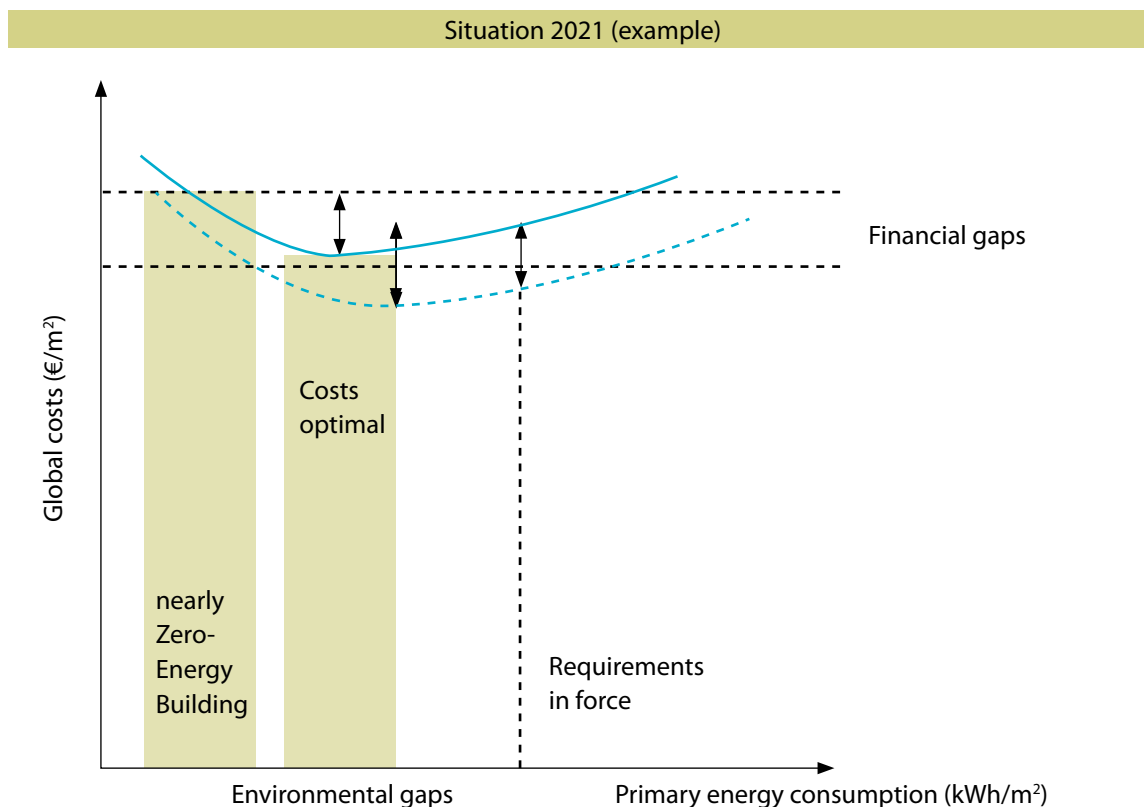 Situation 2021 (example)
Global costs (€/m²)
Financial gaps
Costs
optimal
nearly
Zero-
Energy
Building
Requirements
in force
Environmental gaps
Primary energy consumption (kWh/m²)